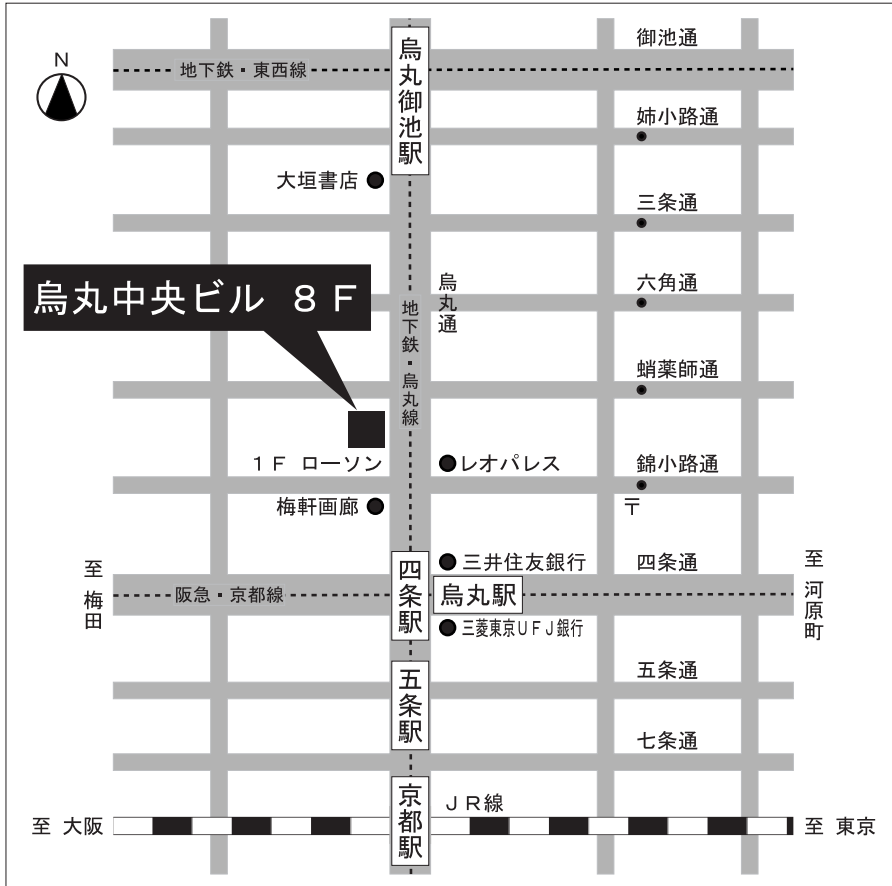 御池通
N
地下鉄・東西線
烏丸御池駅
姉小路通
大垣書店
三条通
烏丸中央ビル 8F
烏丸通
六角通
地下鉄・烏丸線
蛸薬師通
1F ローソン
レオパレス
錦小路通
梅軒画廊
〒
三井住友銀行
四条通
至 梅田
阪急・京都線
四条駅
烏丸駅
至 河原町
三菱東京UFJ銀行
五条駅
五条通
七条通
京都駅
JR線
至 大阪
至 東京